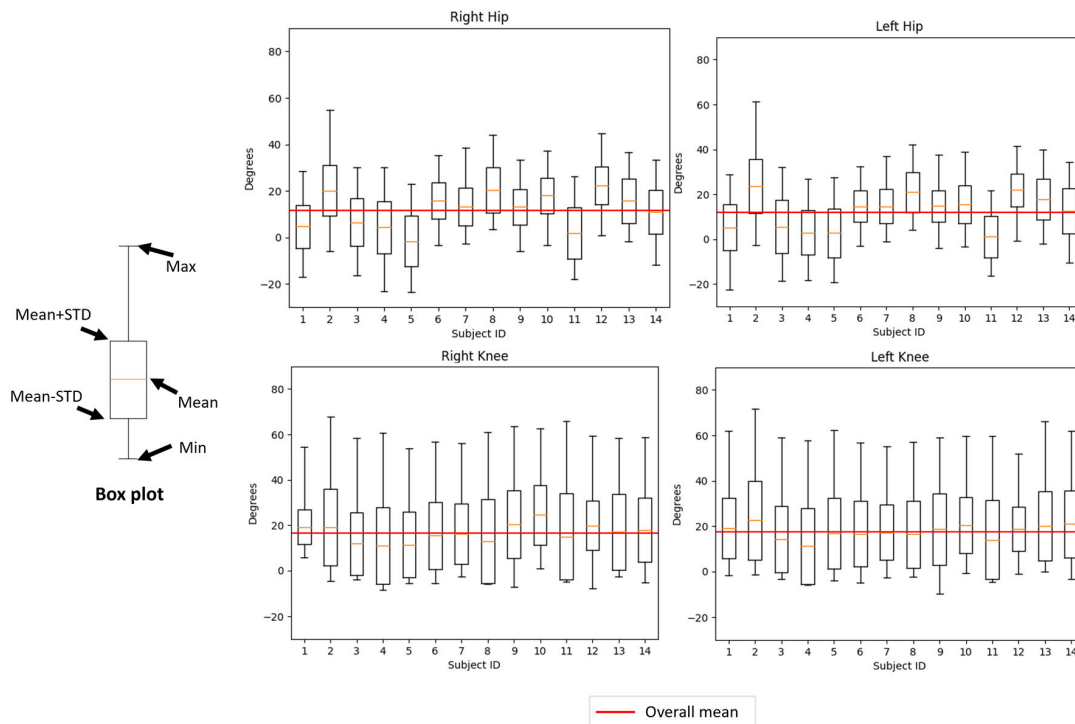 Max
Mean+STD
Mean-STD
Mean
Min
Box plot
Right Hip
Degrees
80
60
40
20
0
−20
1 2 3 4 5 6 7 8 9 10 11 12 13 14
Subject ID
Left Hip
Degrees
80
60
40
20
0
−20
1 2 3 4 5 6 7 8 9 10 11 12 13 14
Subject ID
Right Knee
Degrees
80
60
40
20
0
−20
1 2 3 4 5 6 7 8 9 10 11 12 13 14
Subject ID
Left Knee
Degrees
80
60
40
20
0
−20
1 2 3 4 5 6 7 8 9 10 11 12 13 14
Subject ID
Overall mean